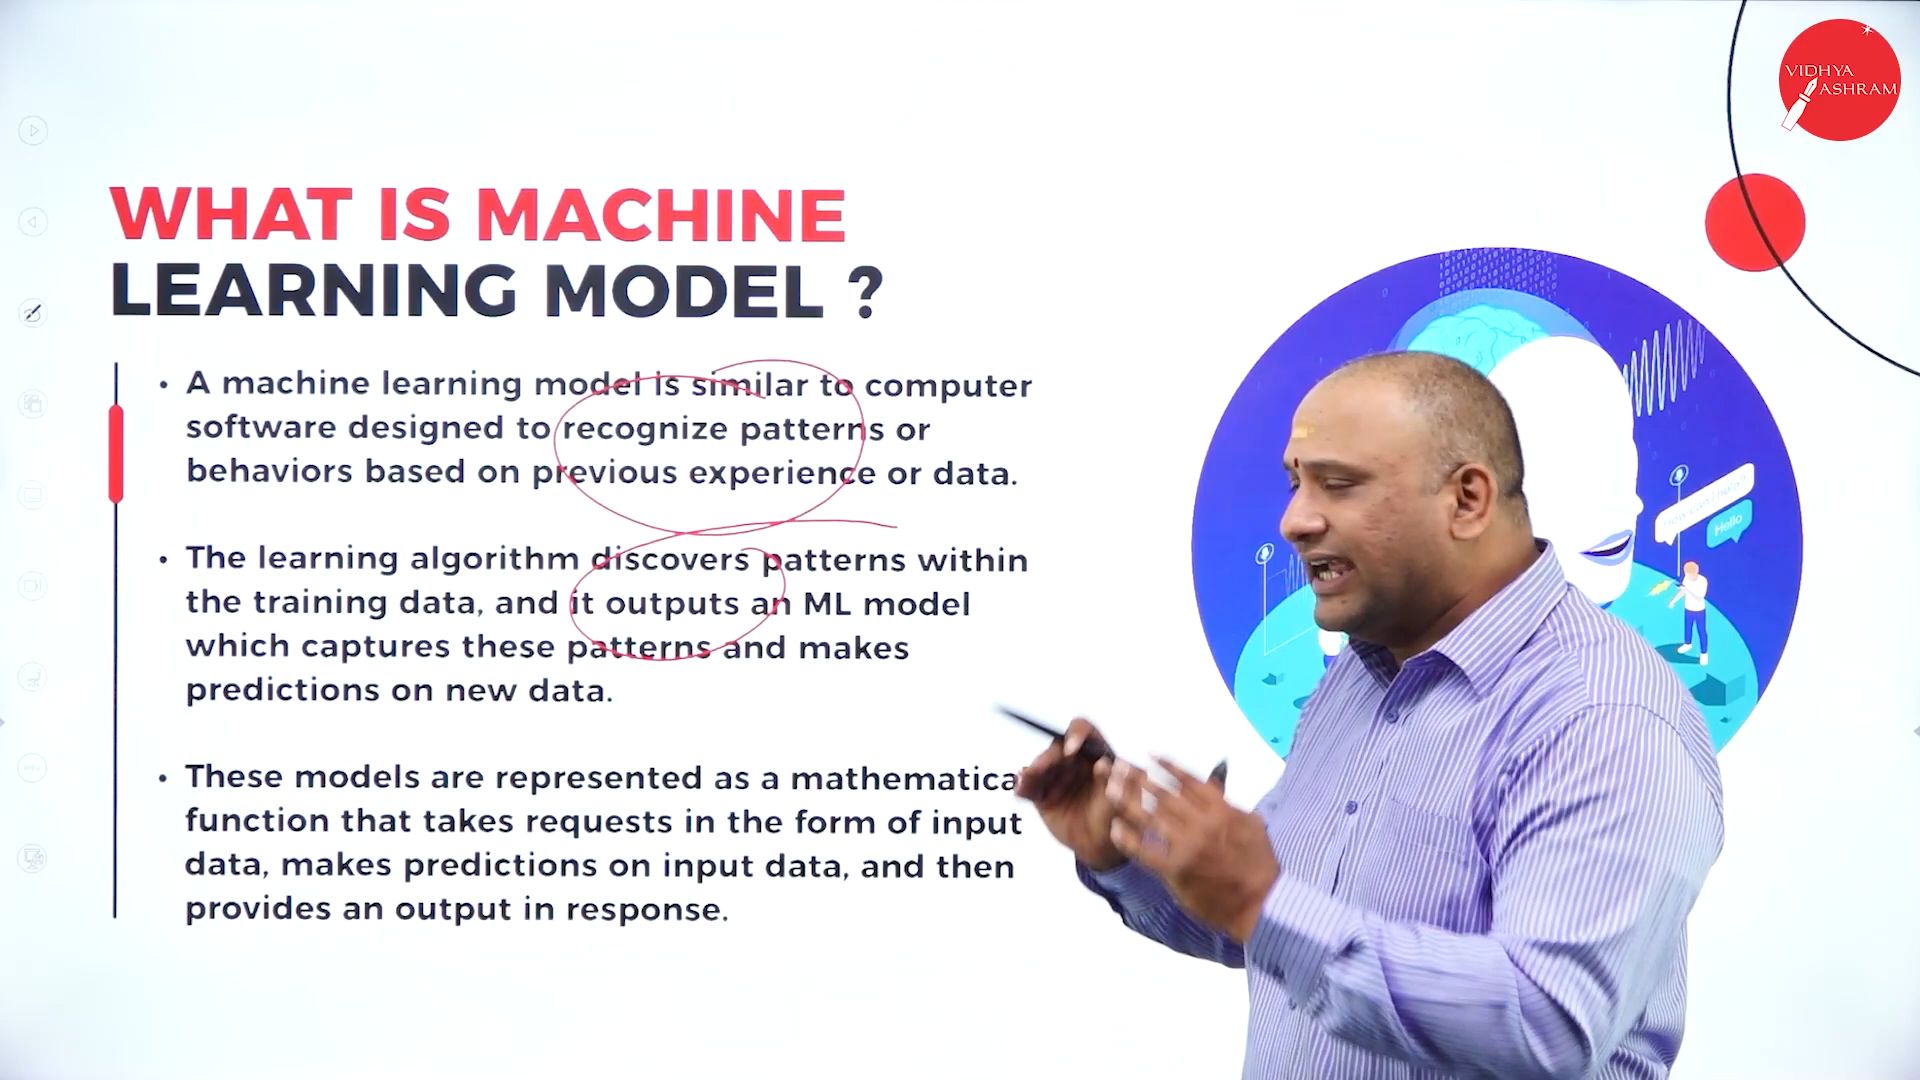 VIDHYA
ASHRAM
WHAT IS MACHINE
LEARNING MODEL ?
• A machine learning model is similar to computer
software designed to recognize patterns or
behaviors based on previous experience or data.
• The learning algorithm discovers patterns within
the training data, and it outputs an ML model
which captures these patterns and makes
predictions on new data.
• These models are represented as a mathematica
function that takes requests in the form of input
data, makes predictions on input data, and then
provides an output in response.
How can I help?
Hello